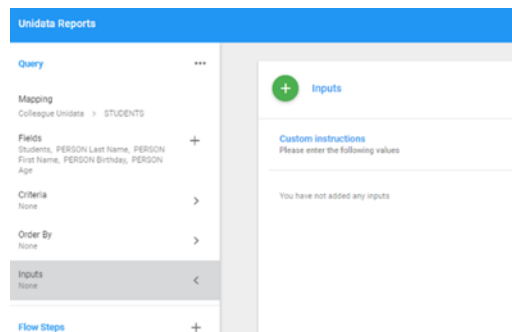 Unidata Reports
Query
Mapping
Colleague Unidata > STUDENTS
Fields
Students, PERSON Last Name, PERSON
First Name, PERSON Birthday, PERSON
Age
Criteria
None
Order By
None
Inputs
None
Flow Steps
Inputs
Custom instructions
Please enter the following values
You have not added any inputs